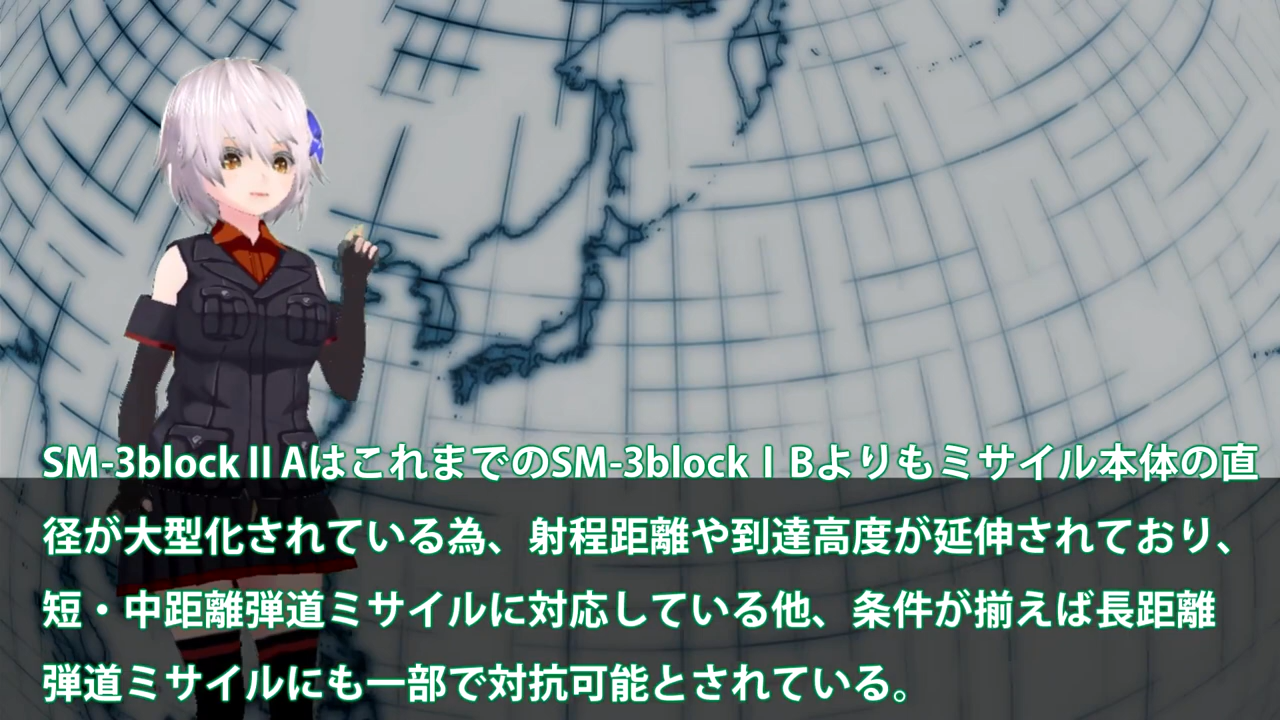 SM-3blockⅡAはこれまでのSM-3blockⅠBよりもミサイル本体の直
径が大型化されている為、射程距離や到達高度が延伸されており、
短・中距離弾道ミサイルに対応している他、条件が揃えば長距離
弾道ミサイルにも一部で対抗可能とされている。